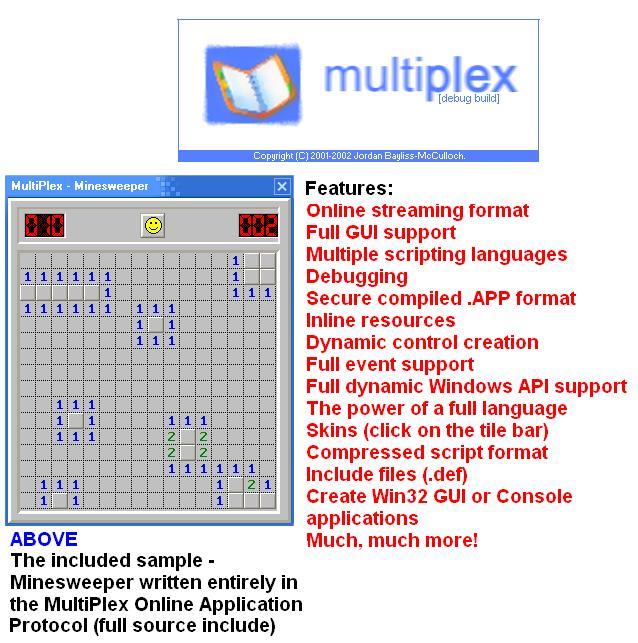 multiplex
[debug build]
Copyright (C) 2001-2002 Jordan Bayliss-McCulloch.
MultiPlex - Minesweeper
010 002
1
1 1 1 1 1 1 1
1 1 1 1
1 1 1 1 1 1 1 1 1
1 1
1 1 1
1 1 1
1 1 1 1 1
1 1 1 2 2
2 2
1 1 1 1 1 1
1 1 1 1 2 1
1 1 1
Features:
Online streaming format
Full GUI support
Multiple scripting languages
Debugging
Secure compiled .APP format
Inline resources
Dynamic control creation
Full event support
Full dynamic Windows API support
The power of a full language
Skins (click on the tile bar)
Compressed script format
Include files (.def)
Create Win32 GUI or Console
applications
Much, much more!
ABOVE
The included sample -
Minesweeper written entirely in
the MultiPlex Online Application
Protocol (full source include)